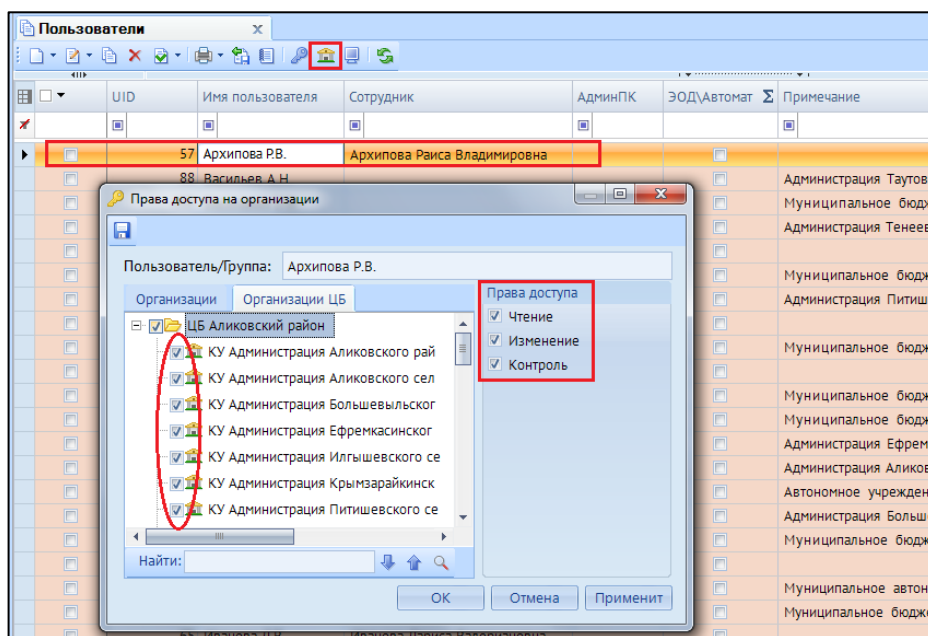 Пользователи x
UID Имя пользователя Сотрудник АдминПК ЭОД\Автомат Σ Примечание
57 Архипова Р.В. Архипова Раиса Владимировна
88 Васильев А.Н.
Администрация Таутов
Права доступа на организации
Муниципальное бюдж
Администрация Тенеев
Пользователь/Группа: Архипова Р.В.
Муниципальное бюдж
Организации Организации ЦБ Права доступа
Администрация Питиш
ЦБ Аликовский район Чтение
КУ Администрация Аликовского рай Изменение
Муниципальное бюдж
КУ Администрация Аликовского сел Контроль
КУ Администрация Большевыльског
Муниципальное бюдж
КУ Администрация Ефремкасинског
Муниципальное бюдж
Администрация Ефрем
КУ Администрация Илгышевского се
Администрация Аликов
КУ Администрация Крымзарайкинск
Автономное учрежден
КУ Администрация Питишевского се
Администрация Больш
Муниципальное бюдж
Найти:
Муниципальное автон
ОК Отмена Применит
Муниципальное бюдж